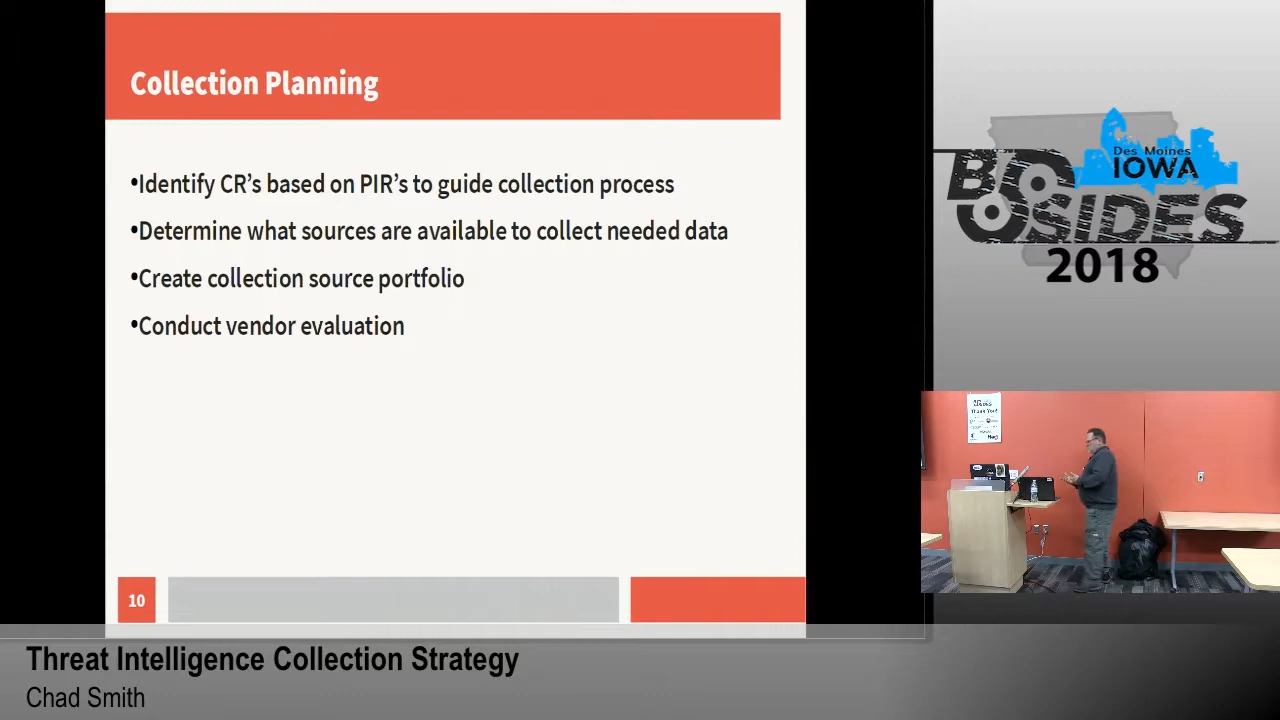 Collection Planning
•Identify CR's based on PIR's to guide collection process
•Determine what sources are available to collect needed data
•Create collection source portfolio
•Conduct vendor evaluation
10
Des Moines
IOWA
BSIDES
2018
Thank You!
Threat Intelligence Collection Strategy
Chad Smith